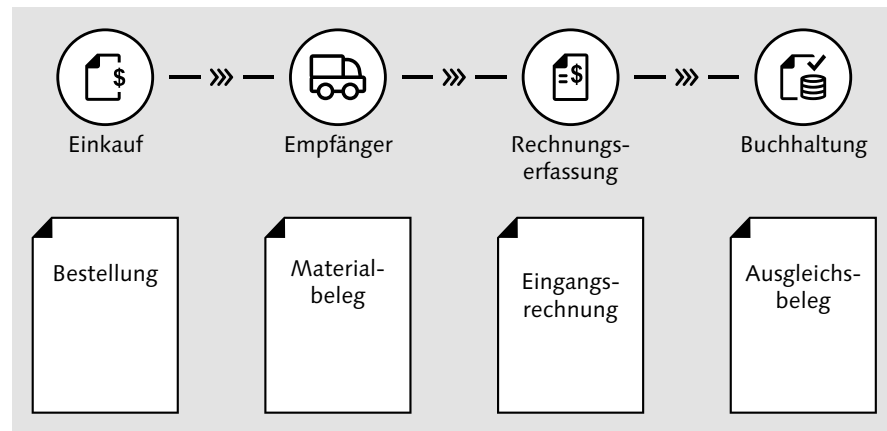 Einkauf
Empfänger
Rechnungs-
erfassung
Buchhaltung
Bestellung
Material-
beleg
Eingangs-
rechnung
Ausgleichs-
beleg